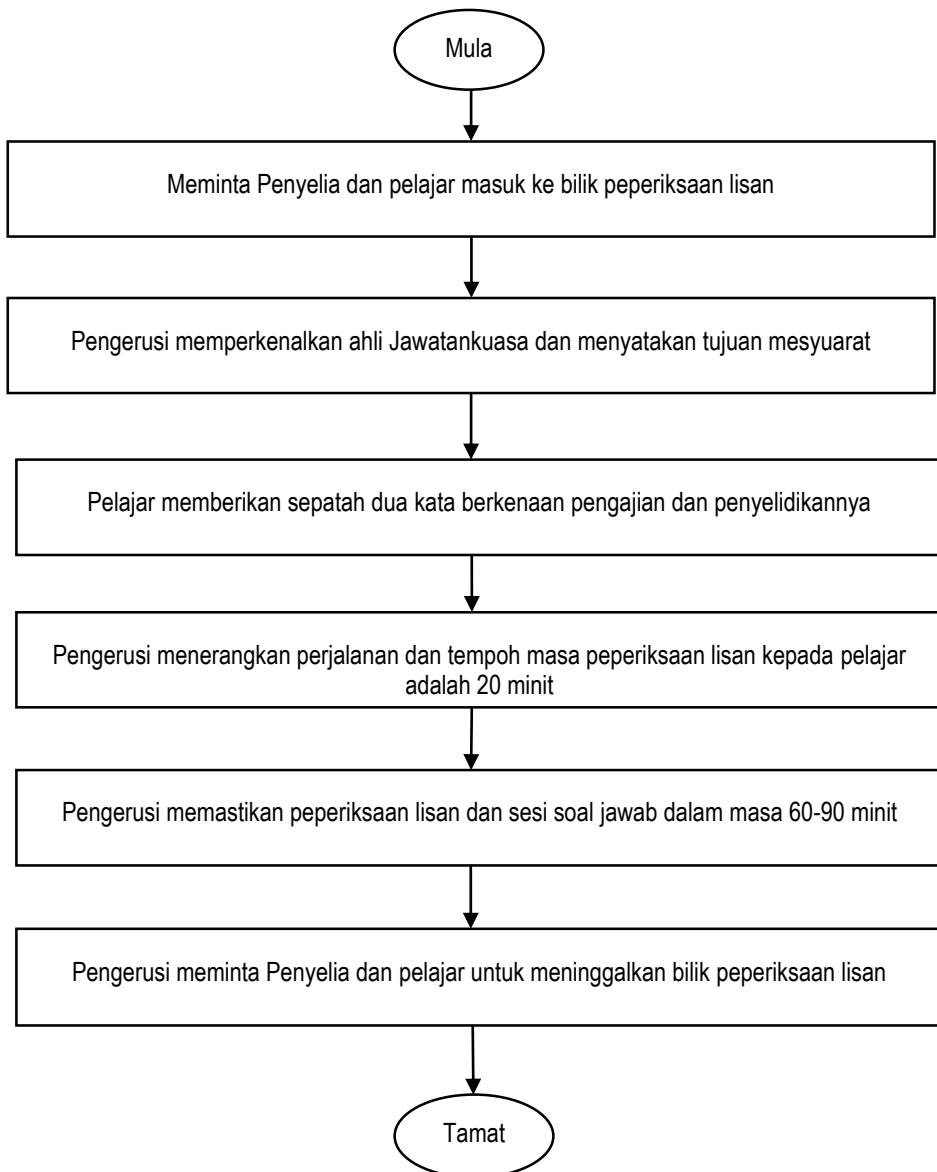 Mula
Meminta Penyelia dan pelajar masuk ke bilik peperiksaan lisan
Pengerusi memperkenalkan ahli Jawatankuasa dan menyatakan tujuan mesyuarat
Pelajar memberikan sepatah dua kata berkenaan pengajian dan penyelidikannya
Pengerusi menerangkan perjalanan dan tempoh masa peperiksaan lisan kepada pelajar
adalah 20 minit
Pengerusi memastikan peperiksaan lisan dan sesi soal jawab dalam masa 60-90 minit
Pengerusi meminta Penyelia dan pelajar untuk meninggalkan bilik peperiksaan lisan
Tamat